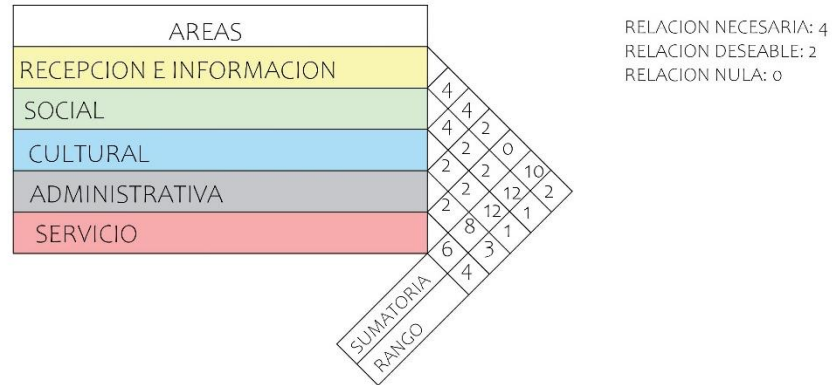 AREAS
RELACION NECESARIA: 4
RELACION DESEABLE: 2
RELACION NULA: 0
RECEPCION E INFORMACION
4
4
SOCIAL
4 2
2 0
CULTURAL
2 2 10
2 12 2
ADMINISTRATIVA
2 12 1
8 1
SERVICIO
6 3
4
SUMATORIA
RANGO